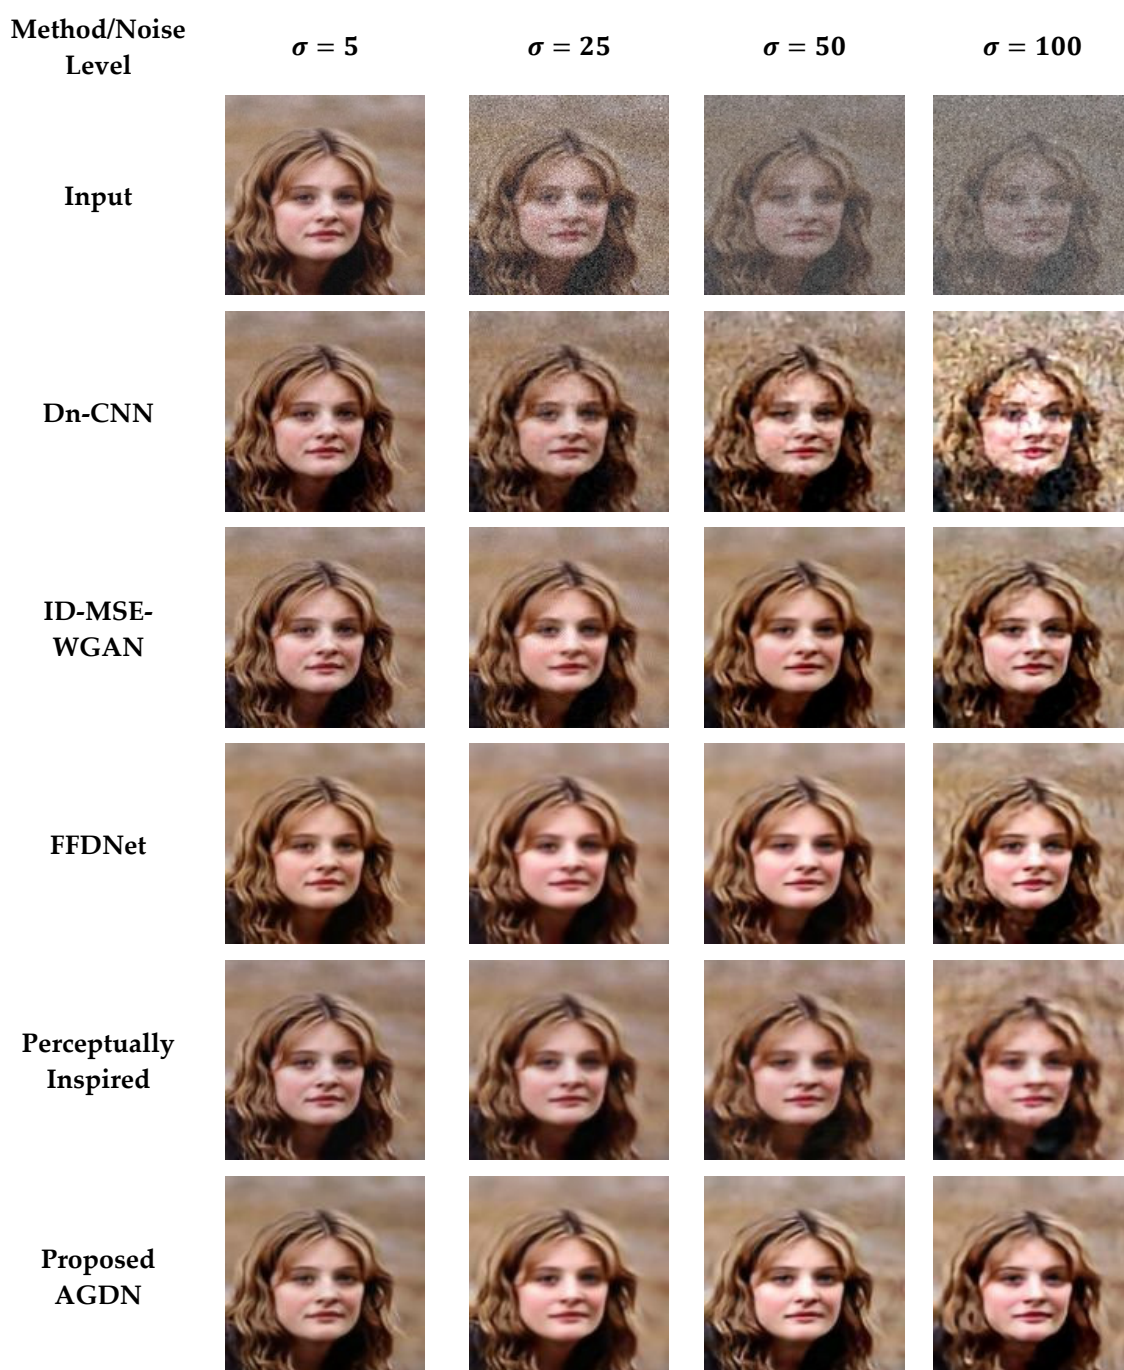 Method/Noise
Level
σ = 5
σ = 25
σ = 50
σ = 100
Input
Dn-CNN
ID-MSE-
WGAN
FFDNet
Perceptually
Inspired
Proposed
AGDN